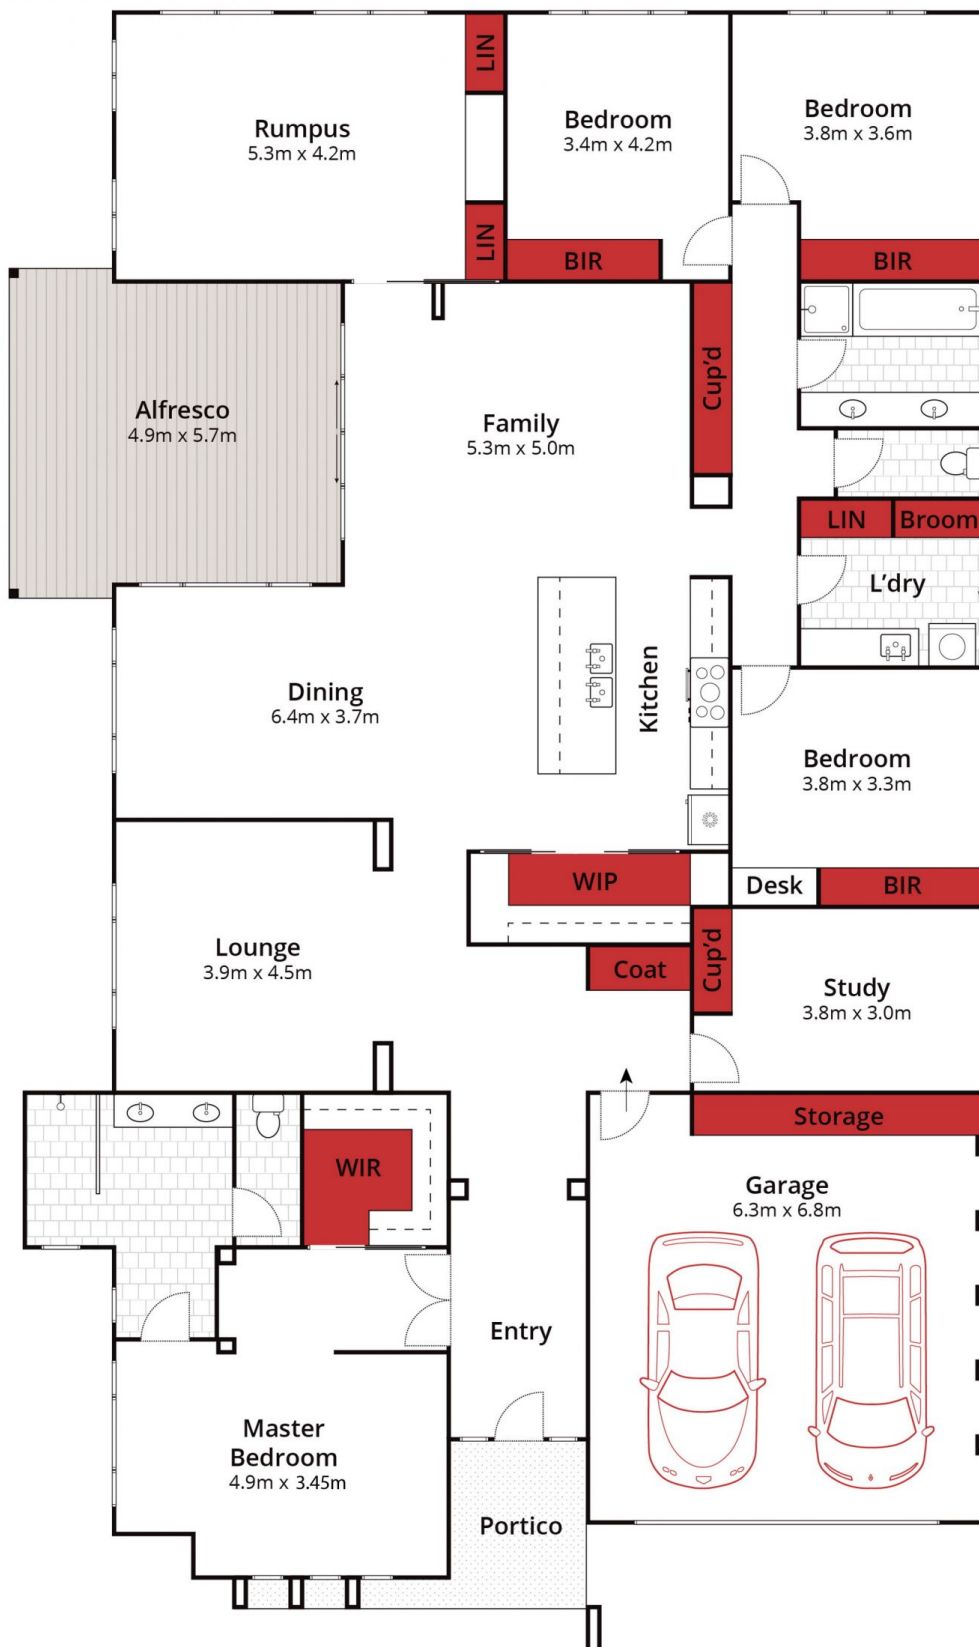 LIN
Rumpus
5.3m x 4.2m
Bedroom
3.4m x 4.2m
Bedroom
3.8m x 3.6m
LIN
BIR
BIR
Cup'd
Alfresco
4.9m x 5.7m
Family
5.3m x 5.0m
LIN
Broom
L'dry
Kitchen
Dining
6.4m x 3.7m
Bedroom
3.8m x 3.3m
WIP
Desk
BIR
Lounge
3.9m x 4.5m
Cup'd
Coat
Study
3.8m x 3.0m
Storage
WIR
Garage
6.3m x 6.8m
Entry
Master
Bedroom
4.9m x 3.45m
Portico